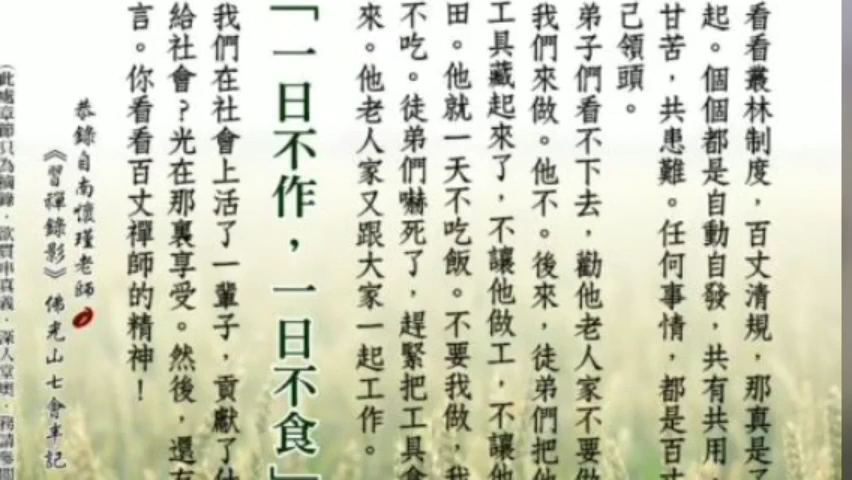 看看叢林制度，百丈清規，那真是了
起。個個都是自動自發，共有共用，
甘苦，共患難。任何事情，都是百丈
己領頭。
弟子們看不下去，勸他老人家不要做
我們來做。他不。後來，徒弟們把他
工具藏起來了，不讓他做工，不讓他
田。他就一天不吃飯。不要我做，我
不吃。徒弟們嚇死了，趕緊把工具拿
來。他老人家又跟大家一起工作。
「一日不作，一日不食」
我們在社會上活了一輩子，貢獻了什
給社會？光在那裏享受。然後，還有
言。你看看百丈禪師的精神！
恭錄自南懷瑾老師
《習禪錄影》佛光山七會隼記
（此處章節只為摘錄，欲貫串真義，深入堂奧，務請參閱